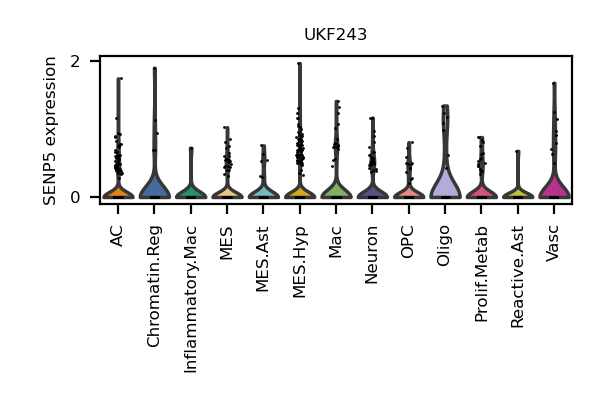 UKF243
SENP5 expression
2
0
AC
Chromatin.Reg
Inflammatory.Mac
MES
MES.Ast
MES.Hyp
Mac
Neuron
OPC
Oligo
Prolif.Metab
Reactive.Ast
Vasc